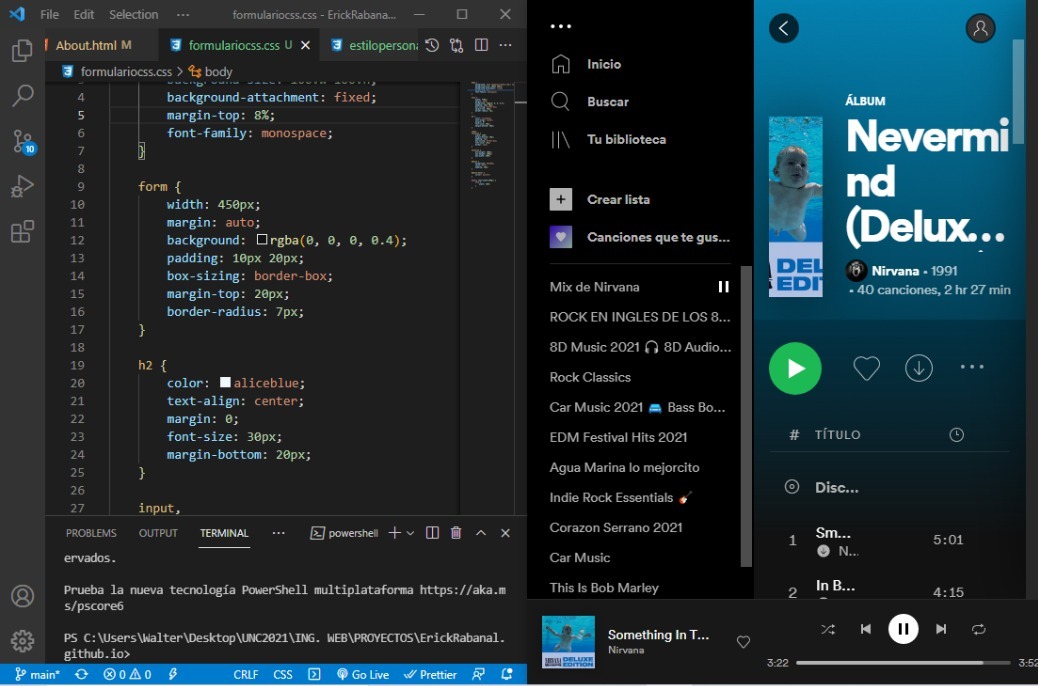 File Edit Selection ··· formulariocss.css - ErickRabana...
About.html M formulariocss.css U estilopersona
formulariocss.css > body
4 background-attachment: fixed;
5 margin-top: 8%;
6 font-family: monospace;
7 }
8
9 form {
10 width: 450px;
11 margin: auto;
12 background: rgba(0, 0, 0, 0.4);
13 padding: 10px 20px;
14 box-sizing: border-box;
15 margin-top: 20px;
16 border-radius: 7px;
17 }
18
19 h2 {
20 color: aliceblue;
21 text-align: center;
22 margin: 0;
23 font-size: 30px;
24 margin-bottom: 20px;
25 }
26
27 input,
10
PROBLEMS OUTPUT TERMINAL ··· powershell
ervados.
Prueba la nueva tecnología PowerShell multiplataforma https://aka.m
s/pscore6
PS C:\Users\Walter\Desktop\UNC2021\ING. WEB\PROYECTOS\ErickRabanal.
github.io>
main* 0 0 CRLF CSS Go Live Prettier
Inicio
Buscar
Tu biblioteca
Crear lista
Canciones que te gus...
Mix de Nirvana
ROCK EN INGLES DE LOS 8...
8D Music 2021 🎧 8D Audio...
Rock Classics
Car Music 2021 🚘 Bass Bo...
EDM Festival Hits 2021
Agua Marina lo mejorcito
Indie Rock Essentials 🎸
Corazon Serrano 2021
Car Music
This Is Bob Marley
ÁLBUM
Nevermi
nd
(Delux...
DEL
EDIT
Nirvana • 1991
• 40 canciones, 2 hr 27 min
# TÍTULO
Disc...
1 Sm... 5:01
N...
2 In B... 4:15
NIRVANA DELUXE
EDITION
Something In T...
Nirvana
3:22 3:52